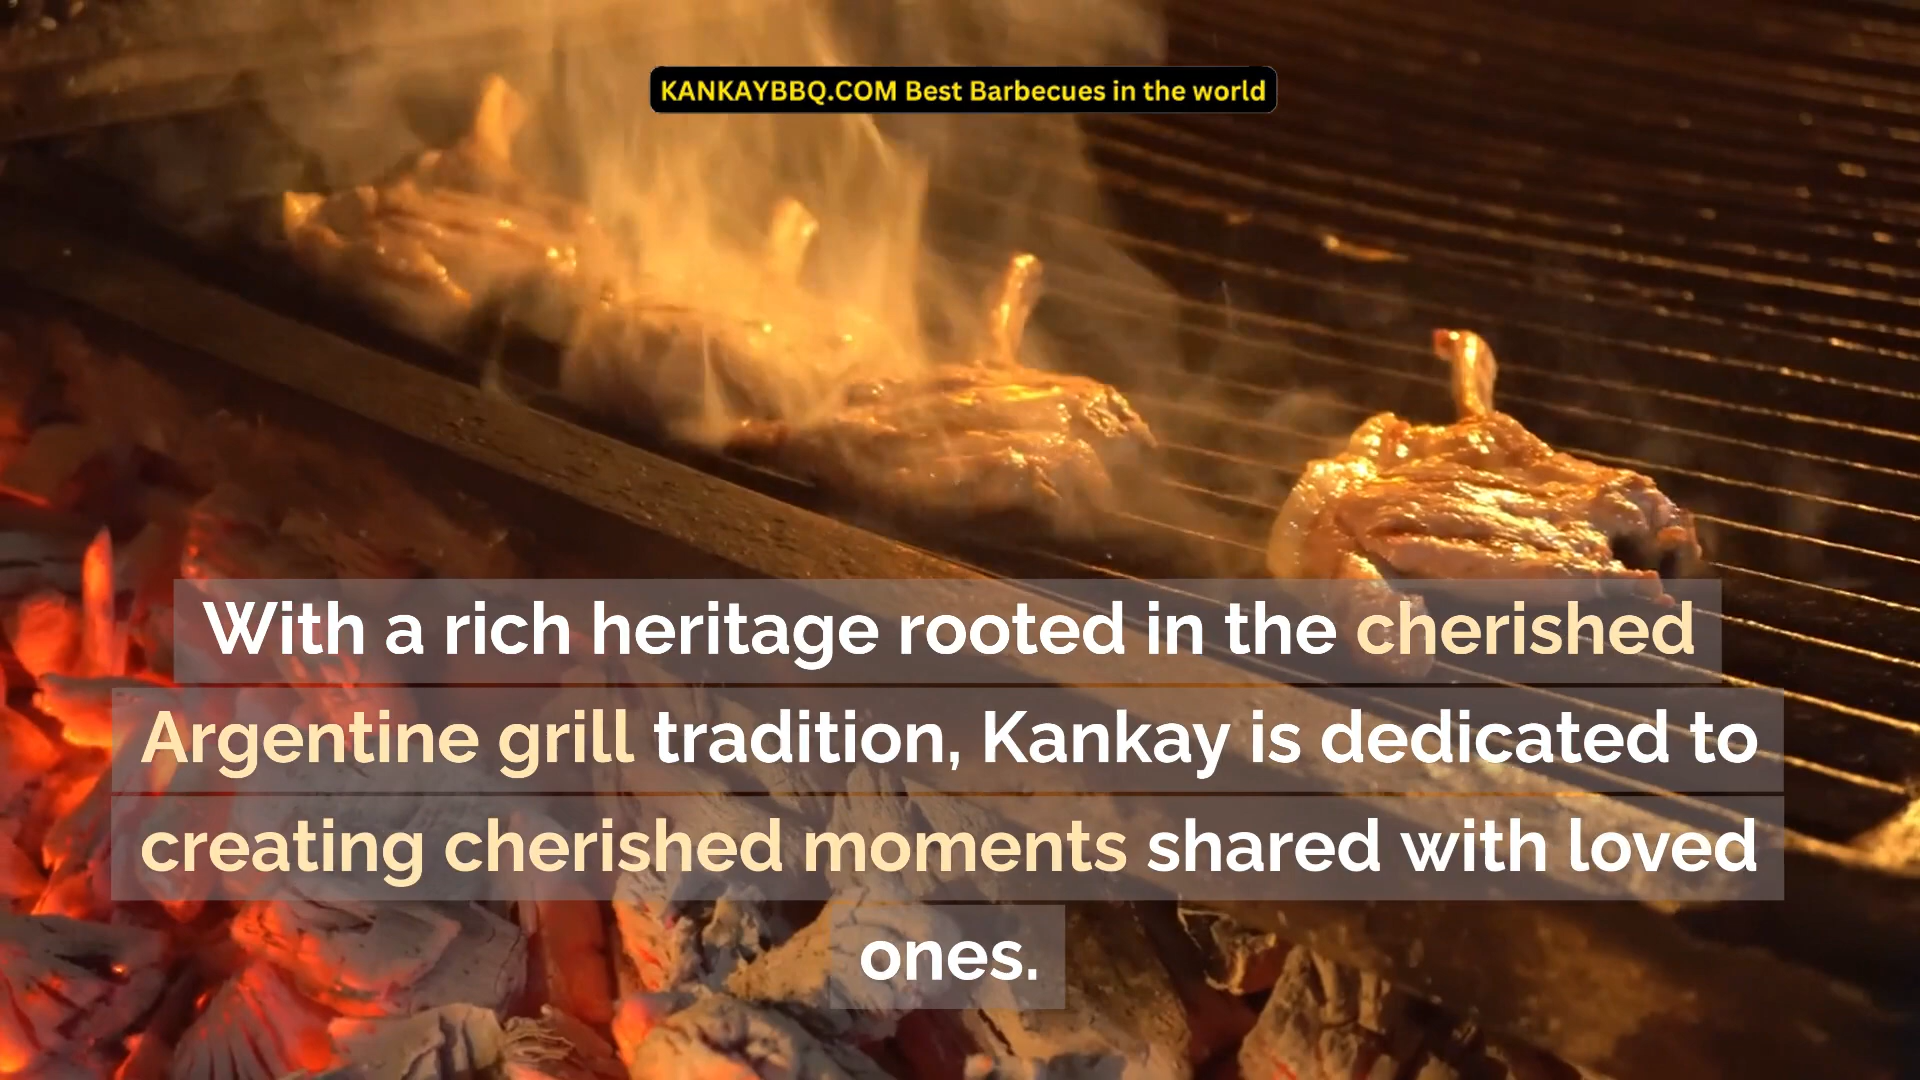 KANKAYBBQ.COM Best Barbecues in the world
With a rich heritage rooted in the cherished
Argentine grill tradition, Kankay is dedicated to
creating cherished moments shared with loved
ones.